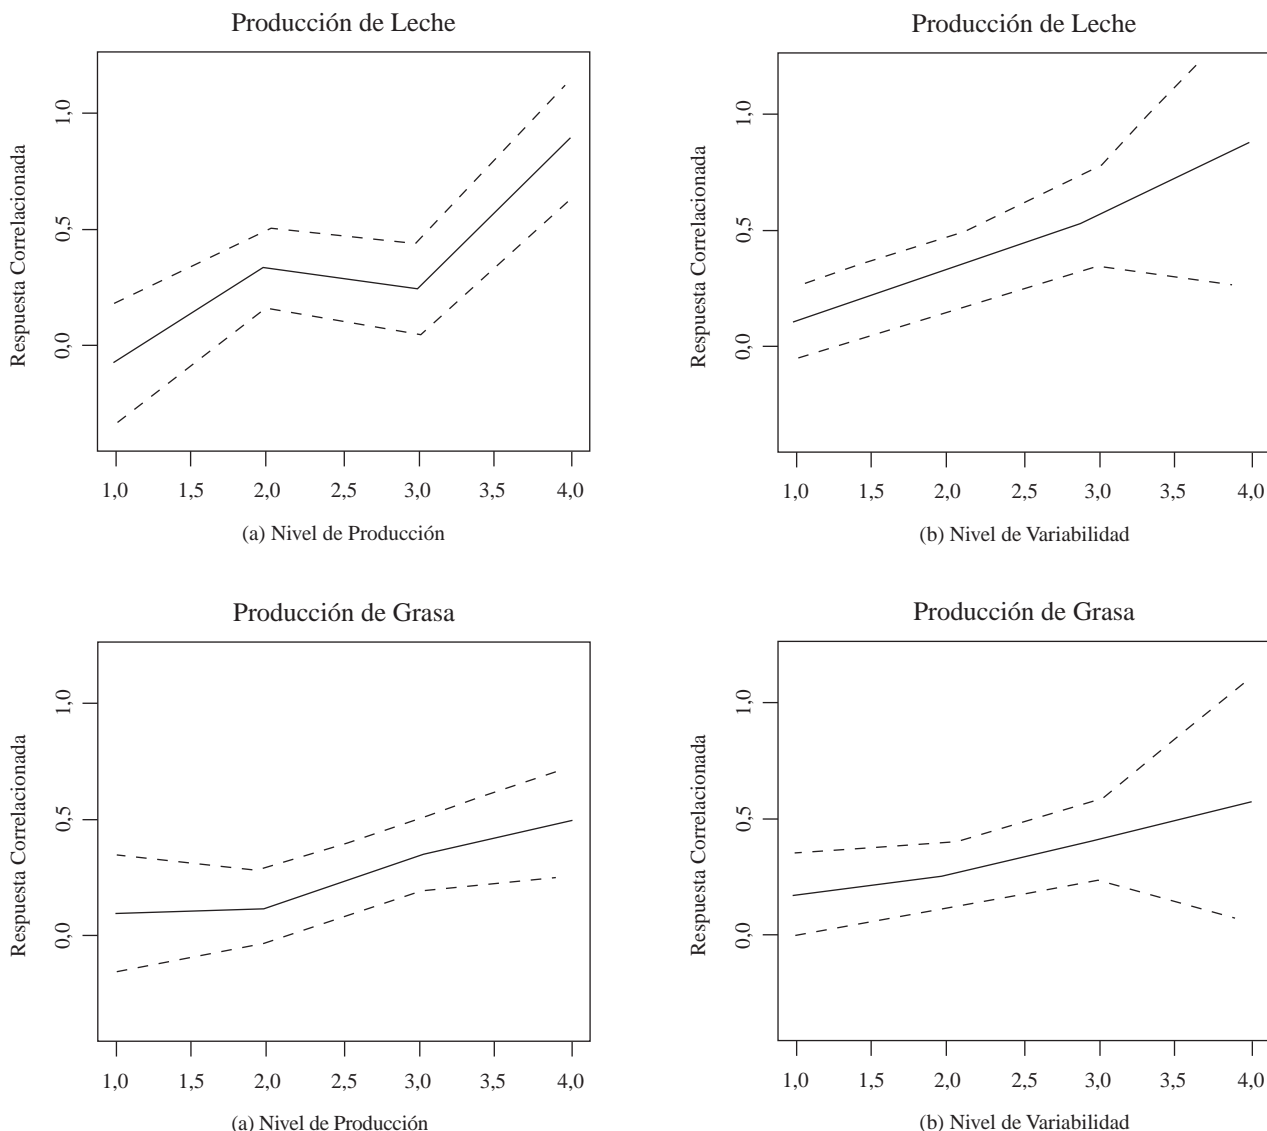 Producción de Leche
Respuesta Correlacionada
1,0
0,5
0,0
1,0 1,5 2,0 2,5 3,0 3,5 4,0
(a) Nivel de Producción
Producción de Leche
Respuesta Correlacionada
1,0
0,5
0,0
1,0 1,5 2,0 2,5 3,0 3,5 4,0
(b) Nivel de Variabilidad
Producción de Grasa
Respuesta Correlacionada
1,0
0,5
0,0
1,0 1,5 2,0 2,5 3,0 3,5 4,0
(a) Nivel de Producción
Producción de Grasa
Respuesta Correlacionada
1,0
0,5
0,0
1,0 1,5 2,0 2,5 3,0 3,5 4,0
(b) Nivel de Variabilidad